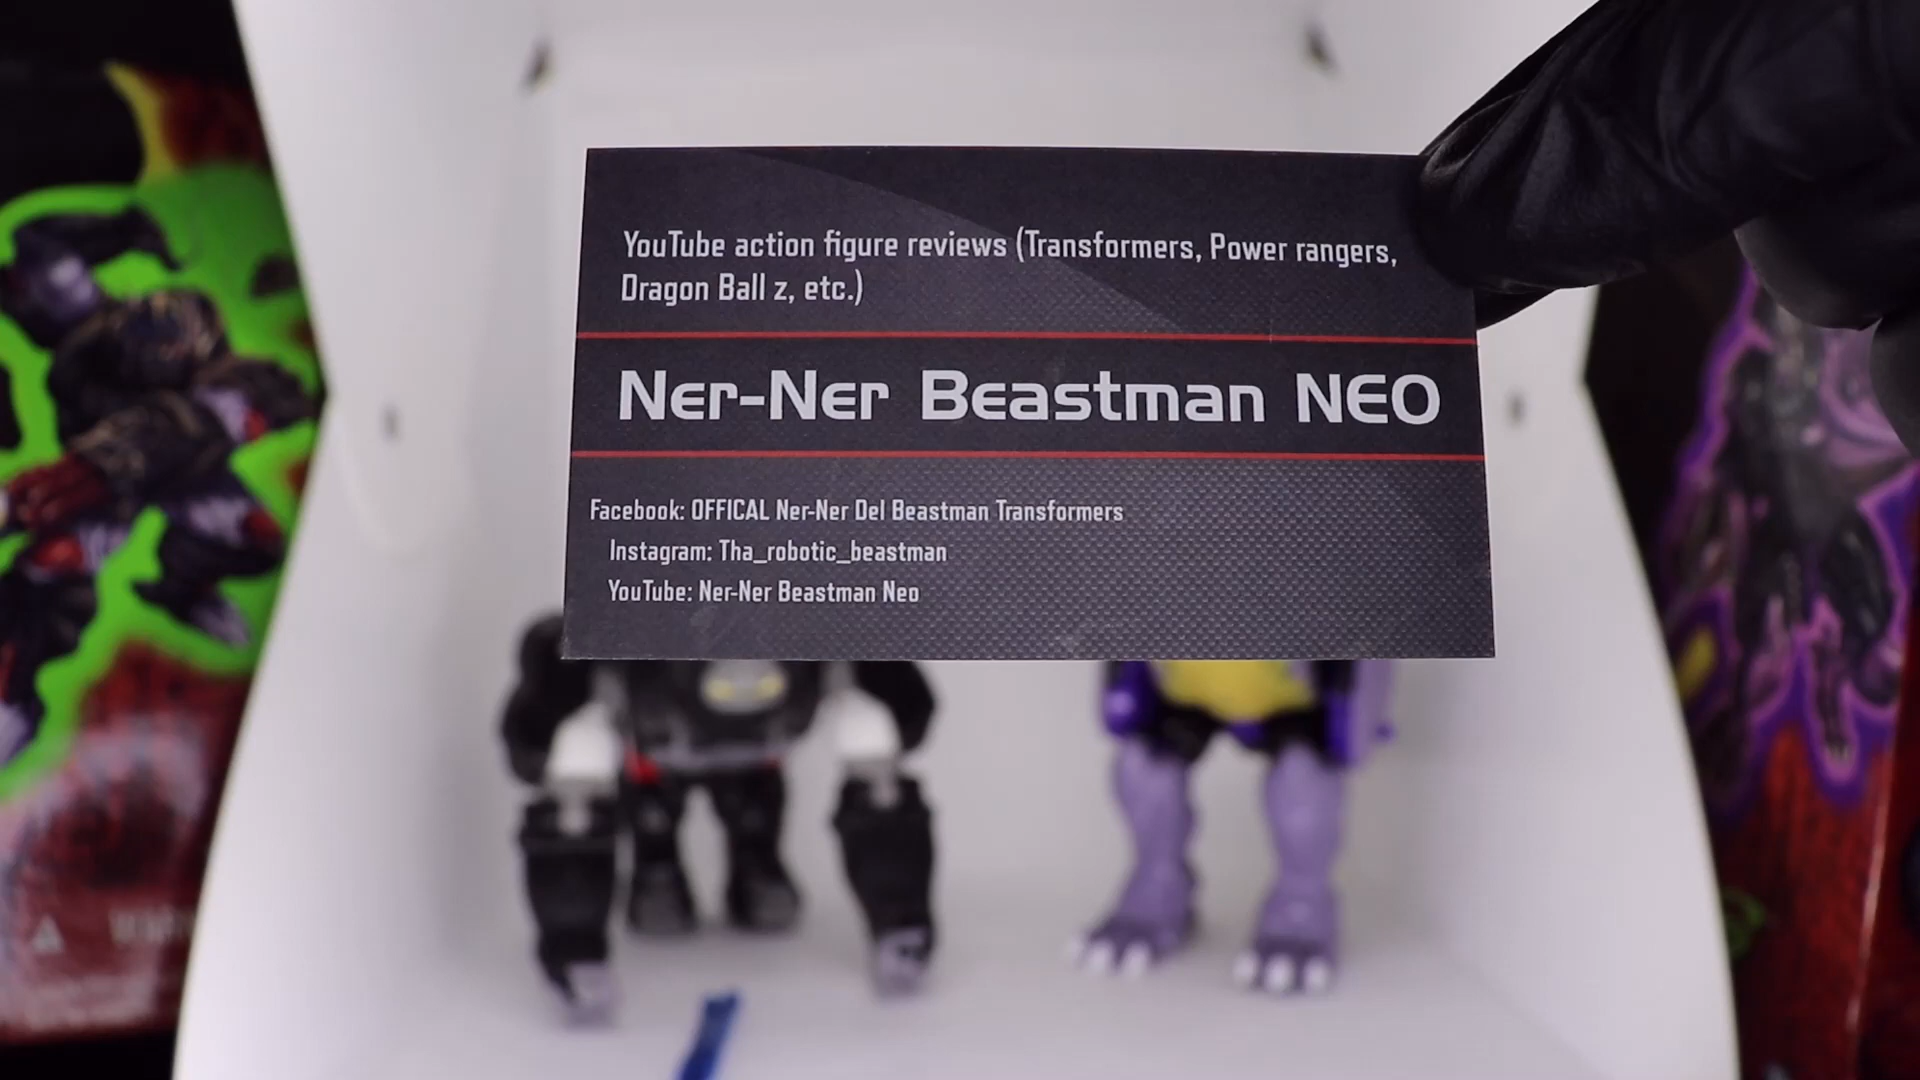 YouTube action figure reviews (Transformers, Power rangers,
Dragon Ball z, etc.)
Ner-Ner Beastman NEO
Facebook: OFFICAL Ner-Ner Del Beastman Transformers
Instagram: Tha_robotic_beastman
YouTube: Ner-Ner Beastman Neo